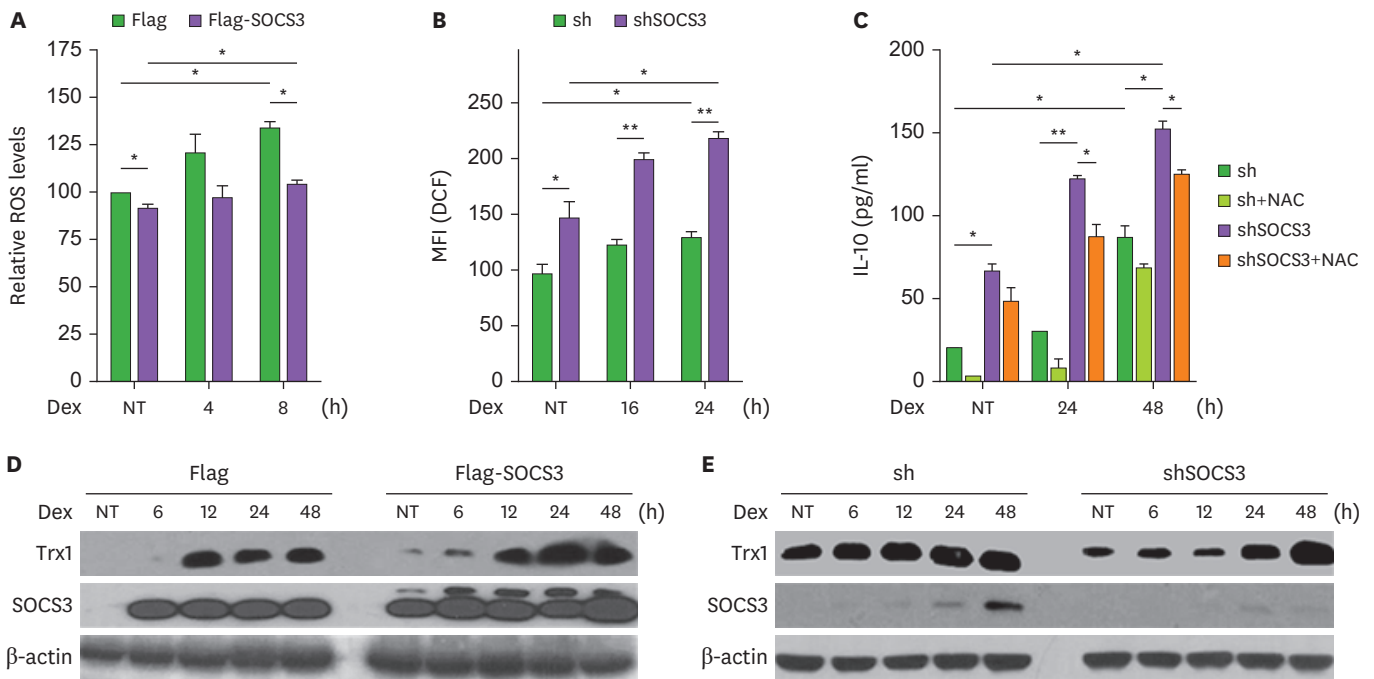 A
Flag Flag-SOCS3
Relative ROS levels
175
150
125
100
75
50
25
0
* * * *
Dex NT 4 8 (h)
B
sh shSOCS3
MFI (DCF)
250
200
150
100
50
0
* * * ** **
Dex NT 16 24 (h)
C
IL-10 (pg/ml)
200
150
100
50
0
* * * * ** * *
Dex NT 24 48 (h)
sh
sh+NAC
shSOCS3
shSOCS3+NAC
D
Flag Flag-SOCS3
Dex NT 6 12 24 48 NT 6 12 24 48 (h)
Trx1
SOCS3
β-actin
E
sh shSOCS3
Dex NT 6 12 24 48 NT 6 12 24 48 (h)
Trx1
SOCS3
β-actin